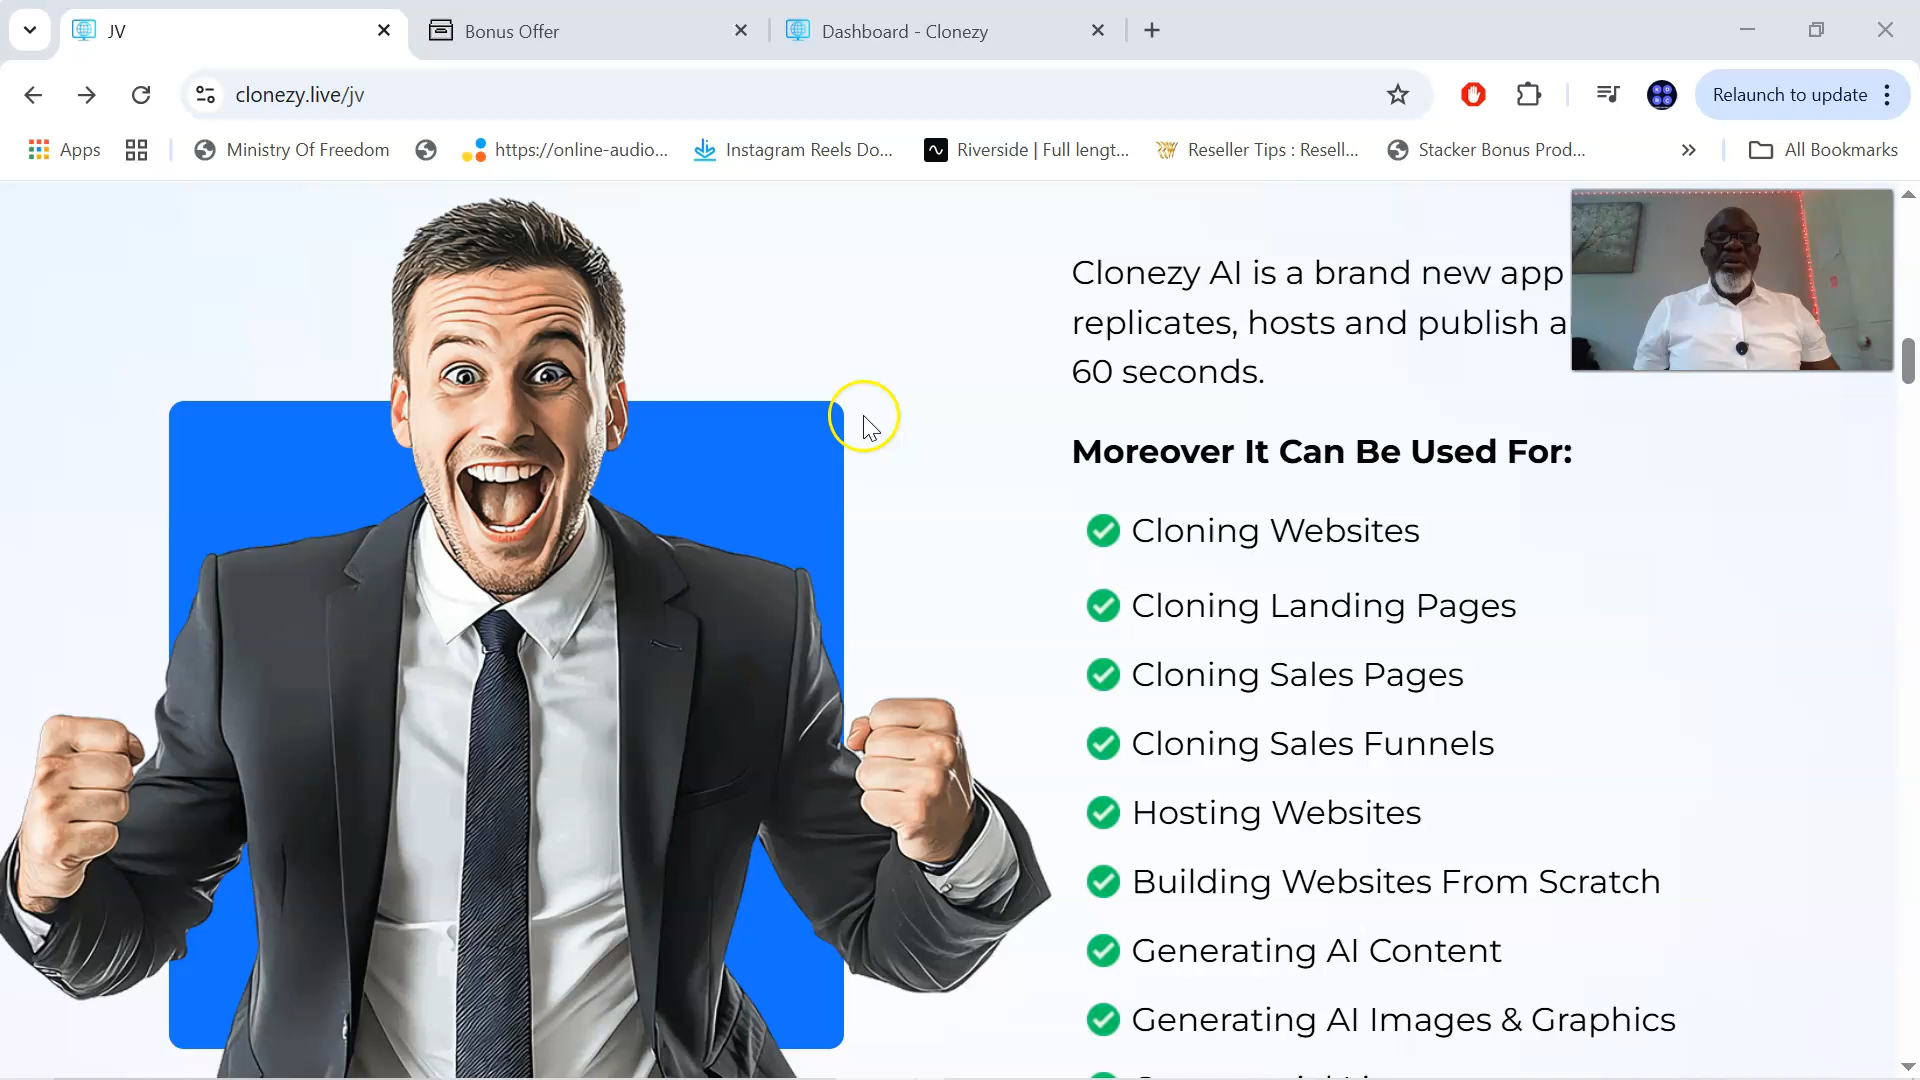 JV
Bonus Offer
Dashboard - Clonezy
clonezy.live/jv
Relaunch to update
Apps
Ministry Of Freedom
https://online-audio...
Instagram Reels Do...
Riverside | Full lengt...
Reseller Tips : Resell...
Stacker Bonus Prod...
All Bookmarks
Clonezy AI is a brand new app
replicates, hosts and publish a
60 seconds.
Moreover It Can Be Used For:
Cloning Websites
Cloning Landing Pages
Cloning Sales Pages
Cloning Sales Funnels
Hosting Websites
Building Websites From Scratch
Generating AI Content
Generating AI Images & Graphics